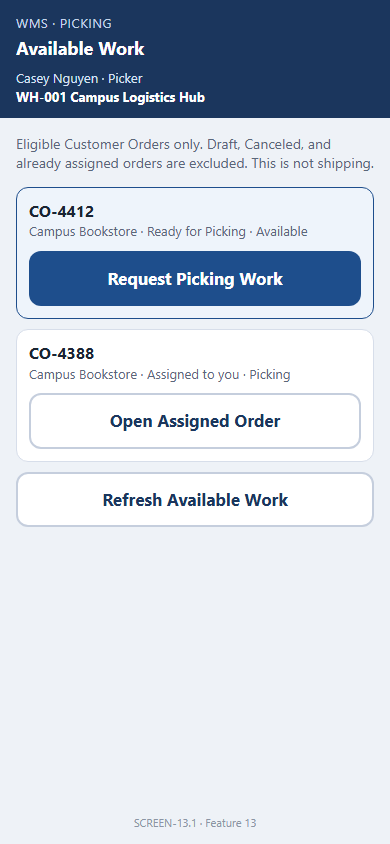 WMS · PICKING
Available Work
Casey Nguyen · Picker
WH-001 Campus Logistics Hub
Eligible Customer Orders only. Draft, Canceled, and
already assigned orders are excluded. This is not shipping.
CO-4412
Campus Bookstore · Ready for Picking · Available
Request Picking Work
CO-4388
Campus Bookstore · Assigned to you · Picking
Open Assigned Order
Refresh Available Work
SCREEN-13.1 · Feature 13